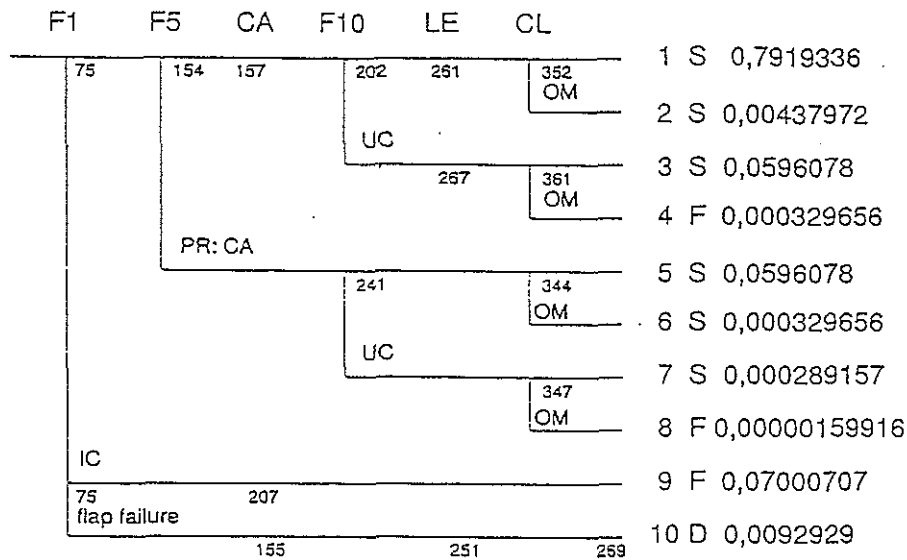 F1 F5 CA F10 LE CL
1 S 0,7919336
75 154 157 202 261 352
OM
2 S 0,00437972
UC
3 S 0,0596078
267 361
OM
4 F 0,000329656
PR: CA
5 S 0,0596078
241 344
OM
6 S 0,000329656
UC
7 S 0,000289157
347
OM
8 F 0,00000159916
IC
9 F 0,07000707
75 207
flap failure
10 D 0,0092929
155 251 269